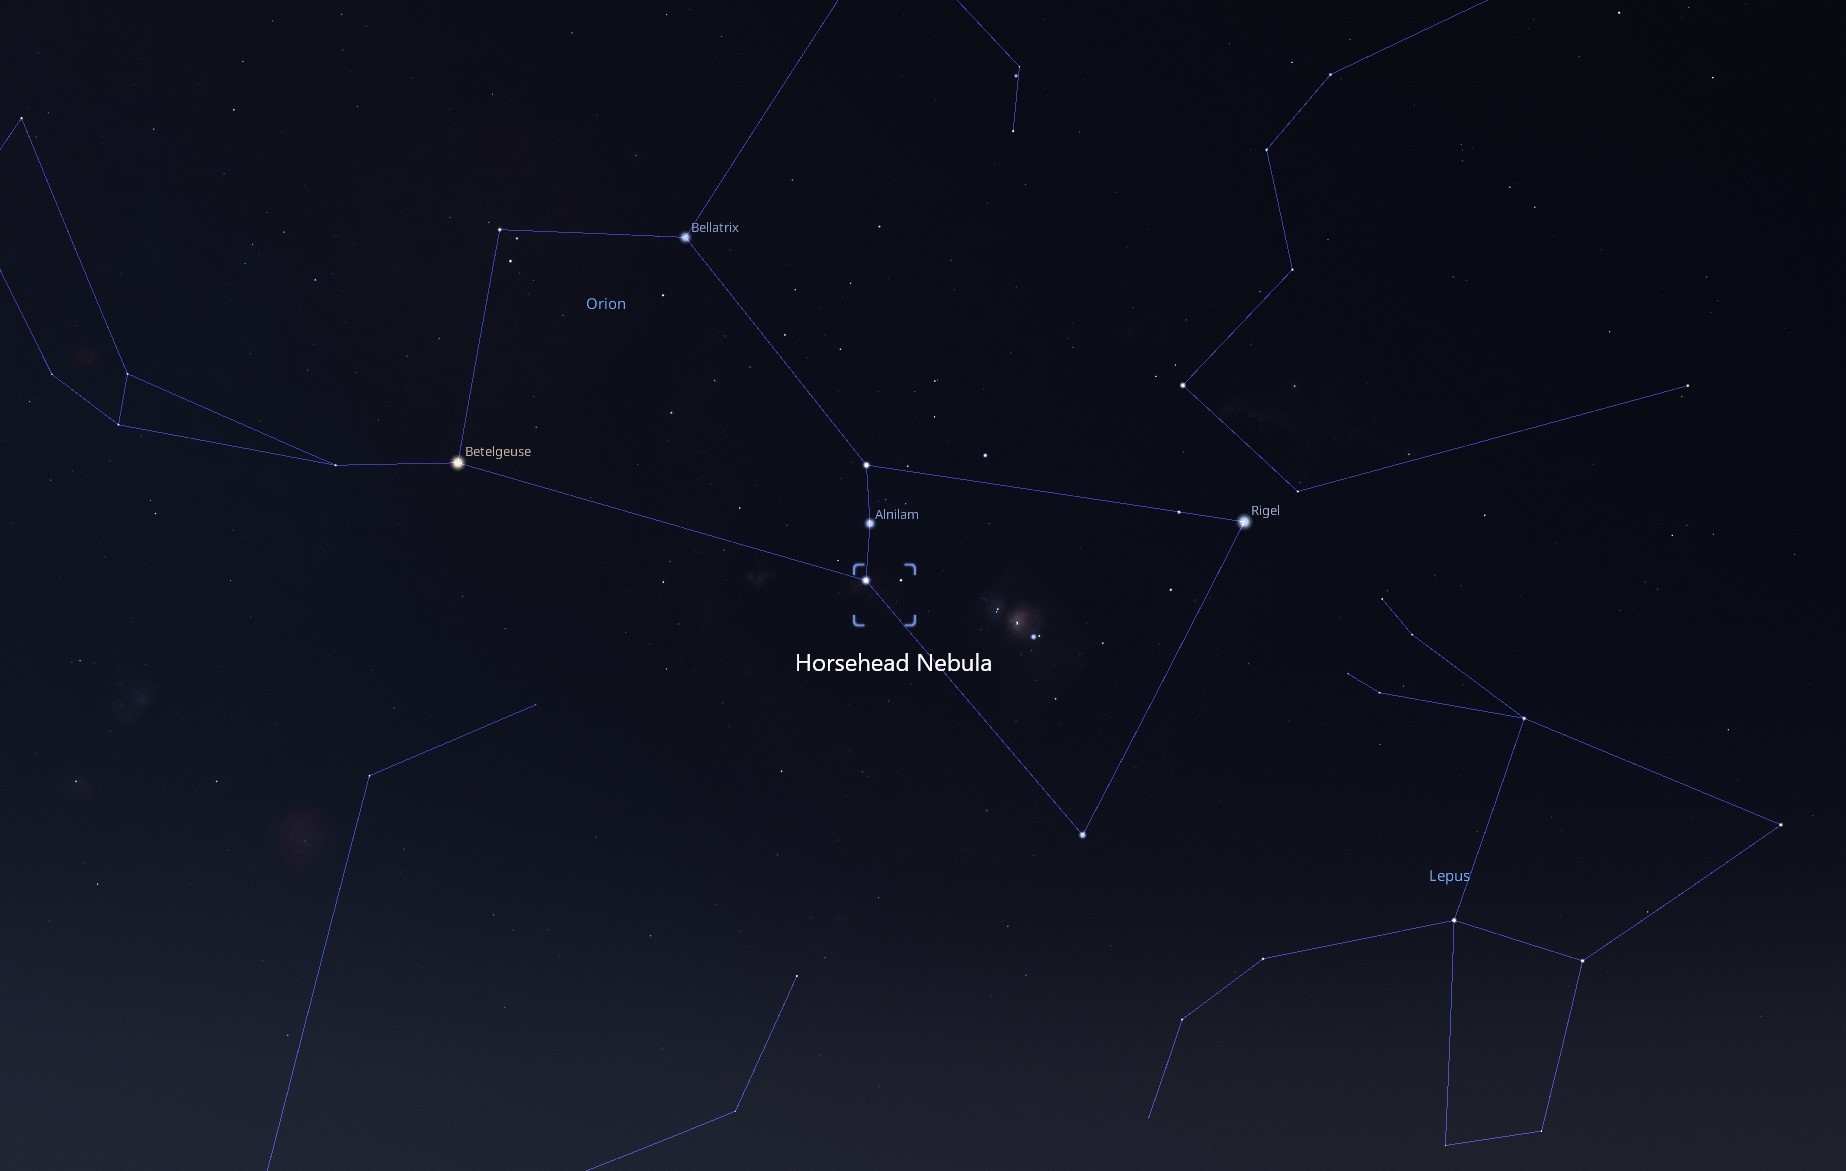 Bellatrix
Orion
Betelgeuse
Alnilam
Rigel
Horsehead Nebula
Lepus